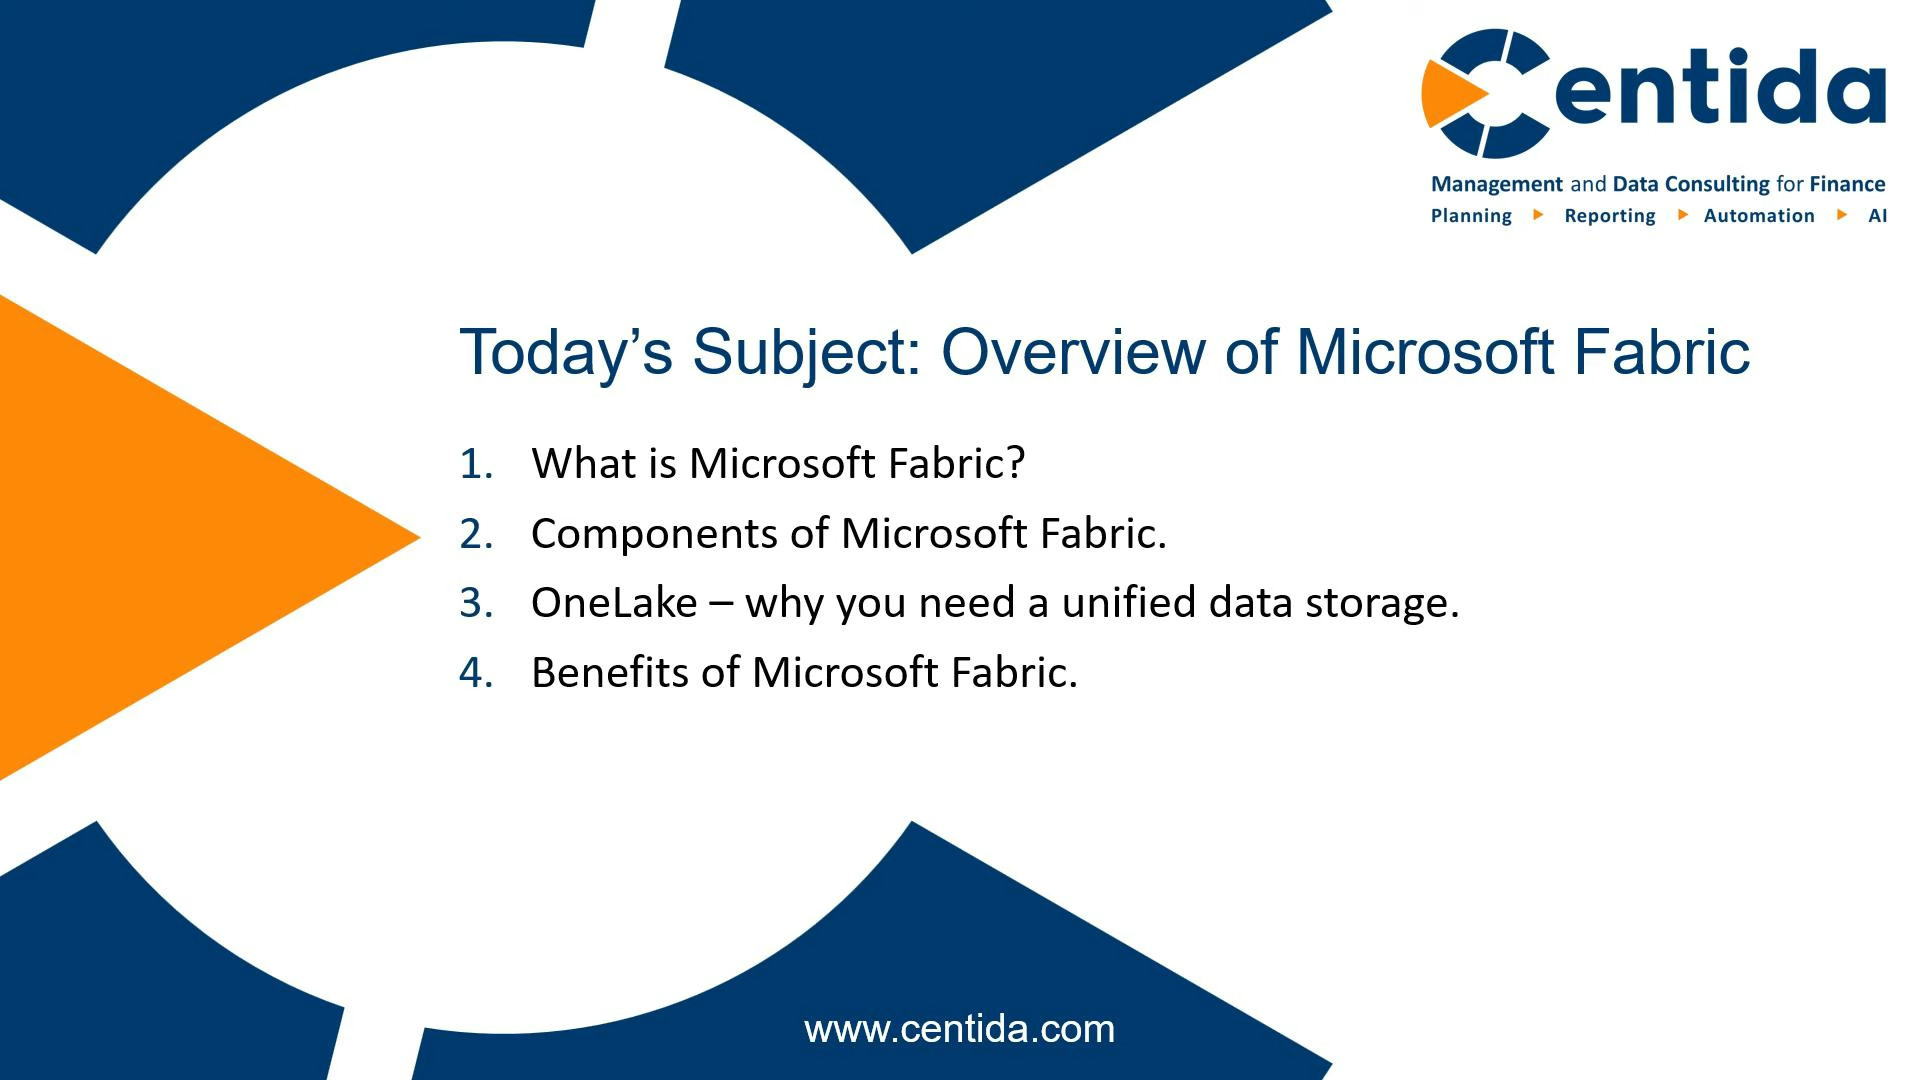 Centida
Management and Data Consulting for Finance
Planning Reporting Automation AI
Today’s Subject: Overview of Microsoft Fabric
1. What is Microsoft Fabric?
2. Components of Microsoft Fabric.
3. OneLake – why you need a unified data storage.
4. Benefits of Microsoft Fabric.
www.centida.com